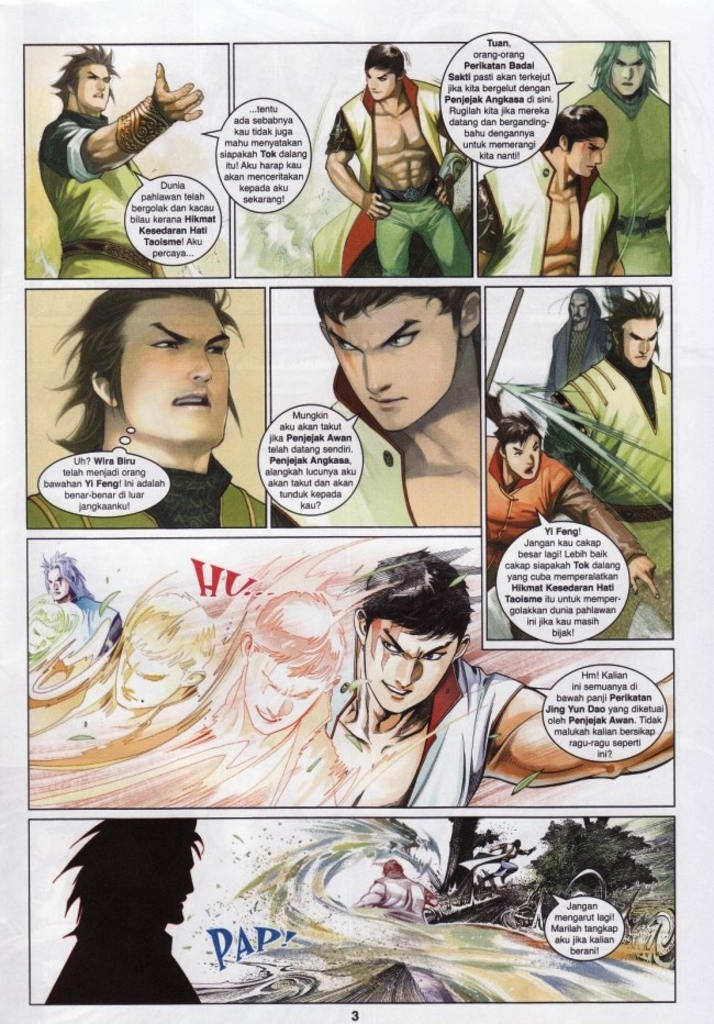 Dunia
pahlawan telah
bergolak dan kacau
bilau kerana Hikmat
Kesedaran Hati
Taoisme! Aku
percaya...
...tentu
ada sebabnya
kau tidak juga
mahu menyatakan
siapakah Tok dalang
itu! Aku harap kau
akan menceritakan
kepada aku
sekarang!
Tuan,
orang-orang
Perikatan Badai
Sakti pasti akan terkejut
jika kita bergelut dengan
Penjejak Angkasa di sini.
Rugilah kita jika mereka
datang dan berganding-
bahu dengannya
untuk memerangi
kita nanti!
Uh? Wira Biru
telah menjadi orang
bawahan Yi Feng! Ini adalah
benar-benar di luar
jangkaanku!
Mungkin
aku akan takut
jika Penjejak Awan
telah datang sendiri.
Penjejak Angkasa,
alangkah lucunya aku
akan takut dan akan
tunduk kepada
kau?
Yi Feng!
Jangan kau cakap
besar lagi! Lebih baik
cakap siapakah Tok dalang
yang cuba memperalatkan
Hikmat Kesedaran Hati
Taoisme itu untuk memper-
golakkan dunia pahlawan
ini jika kau masih
bijak!
HU...
Hm! Kalian
ini semuanya di
bawah panji Perikatan
Jing Yun Dao yang diketuai
oleh Penjejak Awan. Tidak
malukah kalian bersikap
ragu-ragu seperti
ini?
PAP!
Jangan
mengarut lagi!
Marilah tangkap
aku jika kalian
berani!
3